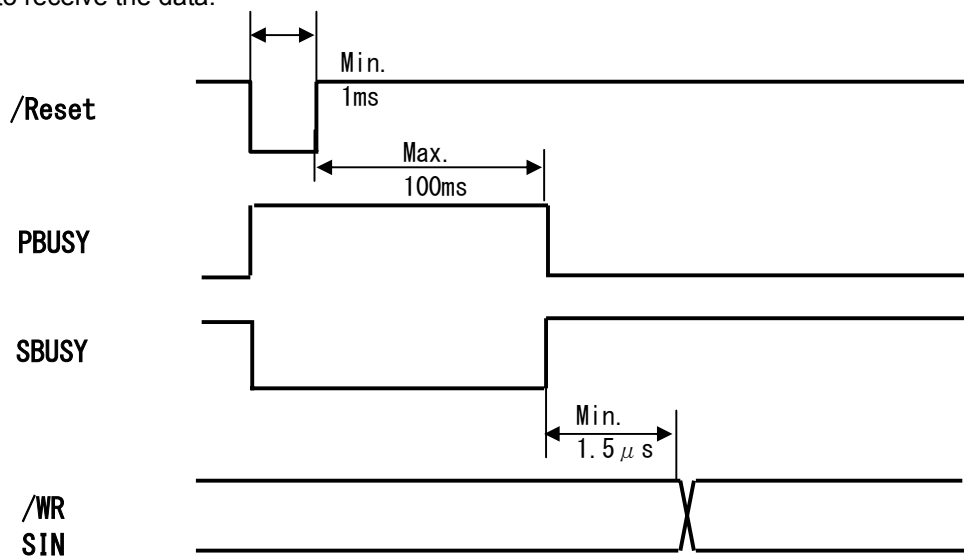 to receive the data.
Min.
1ms
/Reset
Max.
100ms
PBUSY
SBUSY
Min.
1.5μs
/WR
SIN